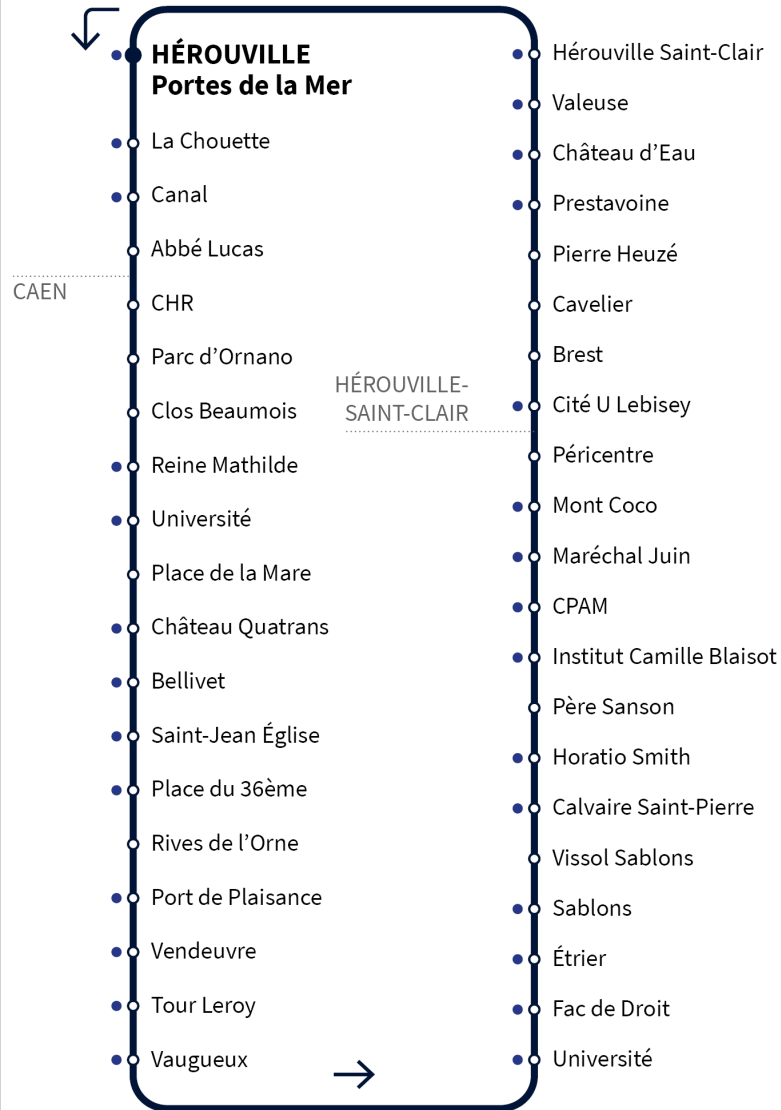 HÉROUVILLE
Portes de la Mer
La Chouette
Canal
Abbé Lucas
CAEN
CHR
Parc d’Ornano
Clos Beaumois
Reine Mathilde
Université
Place de la Mare
Château Quatrans
Bellivet
Saint-Jean Église
Place du 36ème
Rives de l’Orne
Port de Plaisance
Vendeuvre
Tour Leroy
Vaugueux
Hérouville Saint-Clair
Valeuse
Château d’Eau
Prestavoine
Pierre Heuzé
Cavelier
Brest
HÉROUVILLE-
SAINT-CLAIR
Cité U Lebisey
Péricentre
Mont Coco
Maréchal Juin
CPAM
Institut Camille Blaisot
Père Sanson
Horatio Smith
Calvaire Saint-Pierre
Vissol Sablons
Sablons
Étrier
Fac de Droit
Université